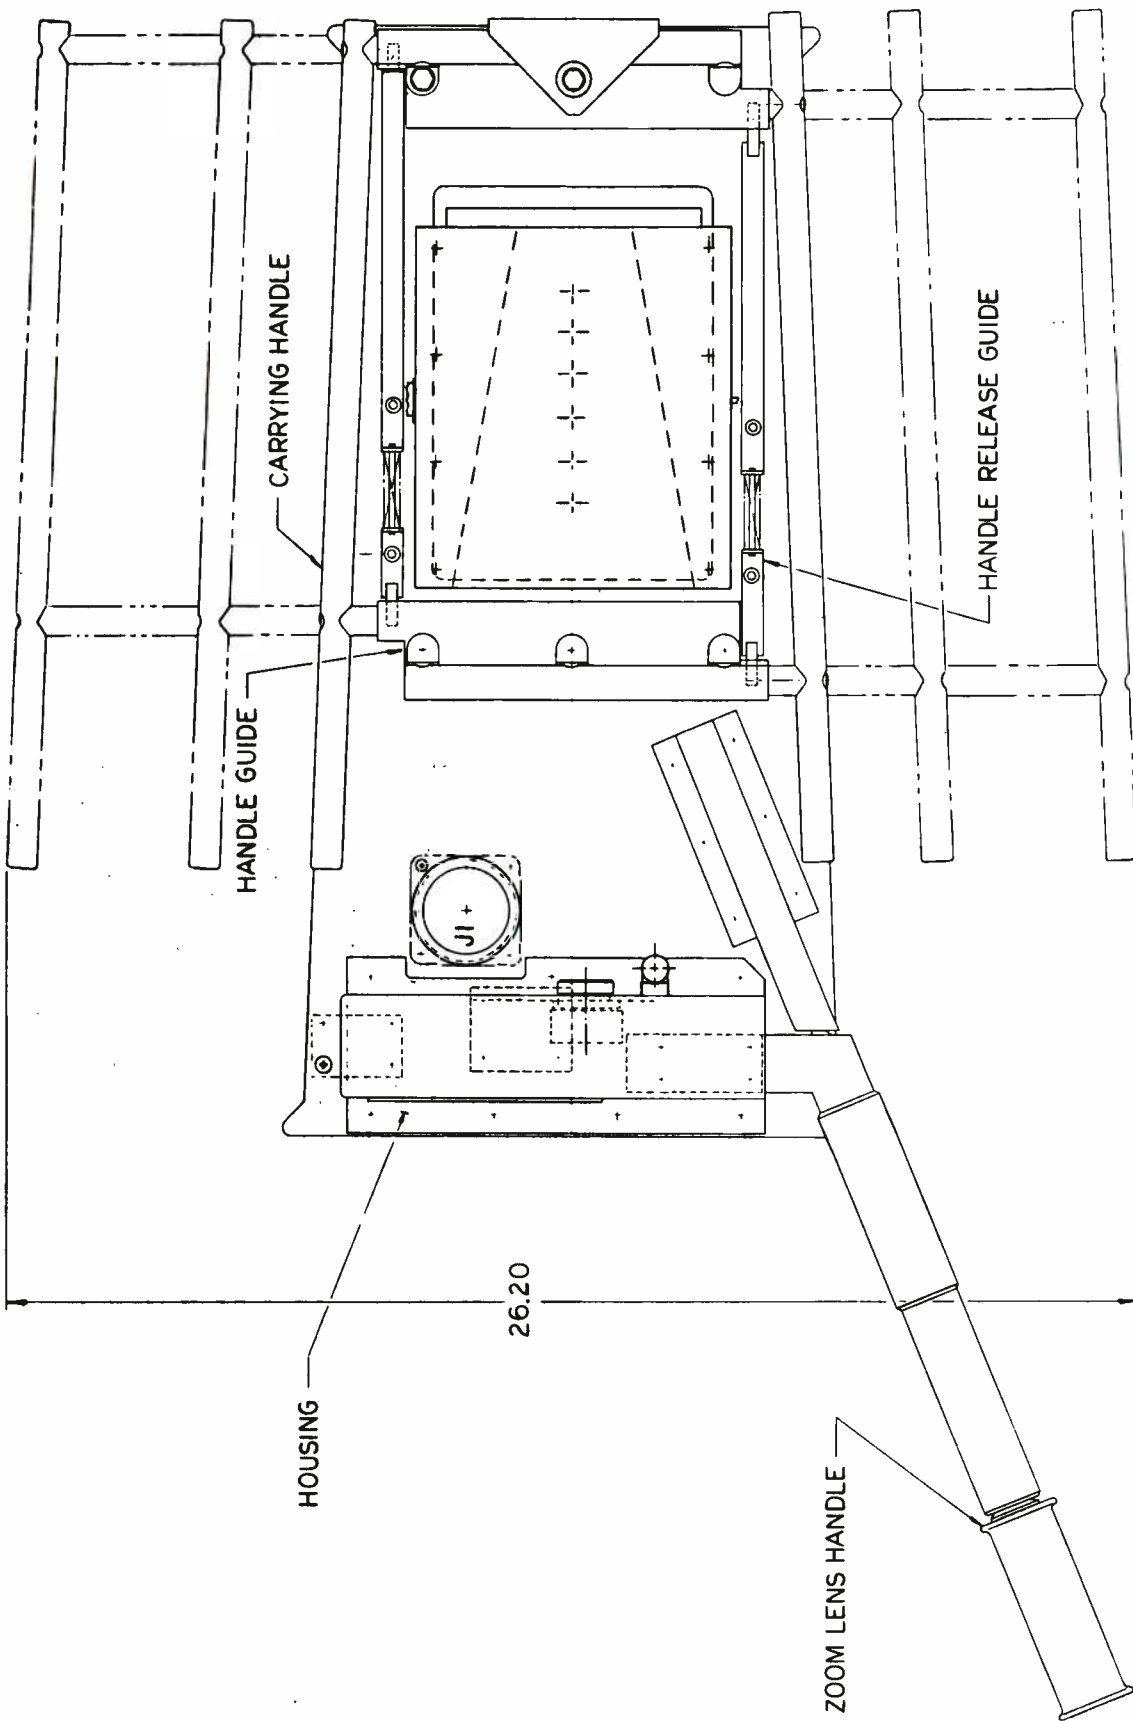 CARRYING HANDLE
HANDLE GUIDE
HANDLE RELEASE GUIDE
J1
HOUSING
26.20
ZOOM LENS HANDLE